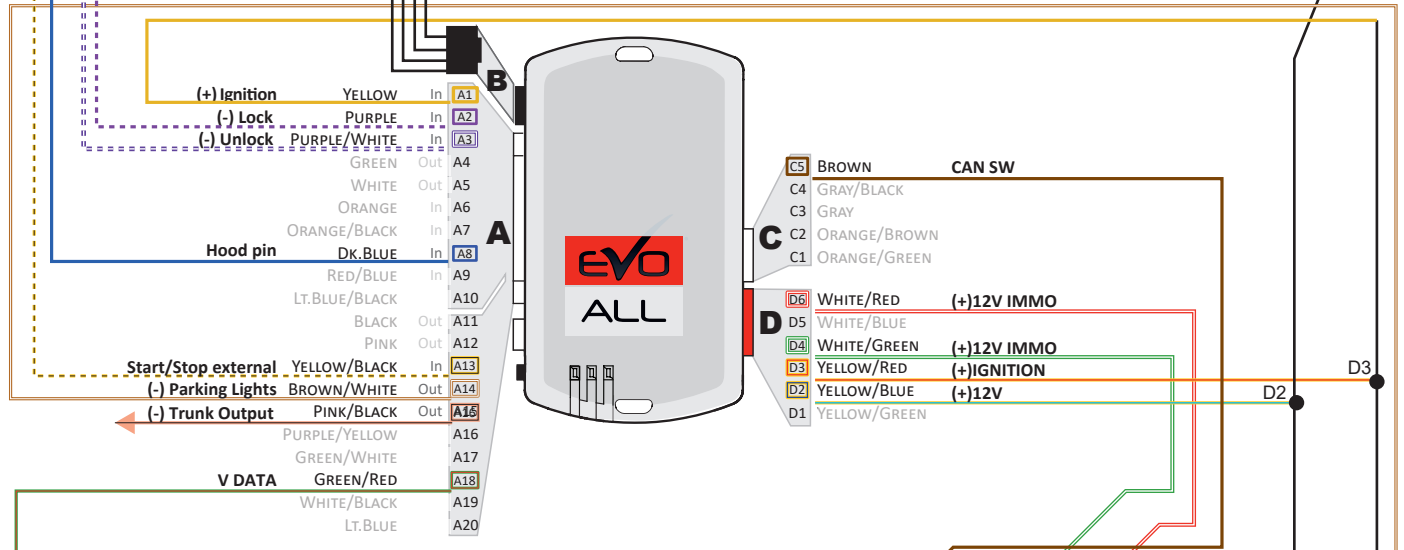 B
(+) Ignition YELLOW In A1
(-) Lock PURPLE In A2
(-) Unlock PURPLE/WHITE In A3
GREEN Out A4
WHITE Out A5
ORANGE In A6
ORANGE/BLACK In A7
Hood pin DK.BLUE In A8
RED/BLUE In A9
LT.BLUE/BLACK A10
BLACK Out A11
PINK Out A12
Start/Stop external YELLOW/BLACK In A13
(-) Parking Lights BROWN/WHITE Out A14
(-) Trunk Output PINK/BLACK Out A15
PURPLE/YELLOW A16
GREEN/WHITE A17
V DATA GREEN/RED A18
WHITE/BLACK A19
LT.BLUE A20
A
EVO
ALL
C
C5 BROWN CAN SW
C4 GRAY/BLACK
C3 GRAY
C2 ORANGE/BROWN
C1 ORANGE/GREEN
D
D6 WHITE/RED (+)12V IMMO
D5 WHITE/BLUE
D4 WHITE/GREEN (+)12V IMMO
D3 YELLOW/RED (+)IGNITION
D2 YELLOW/BLUE (+)12V
D1 YELLOW/GREEN
D3
D2